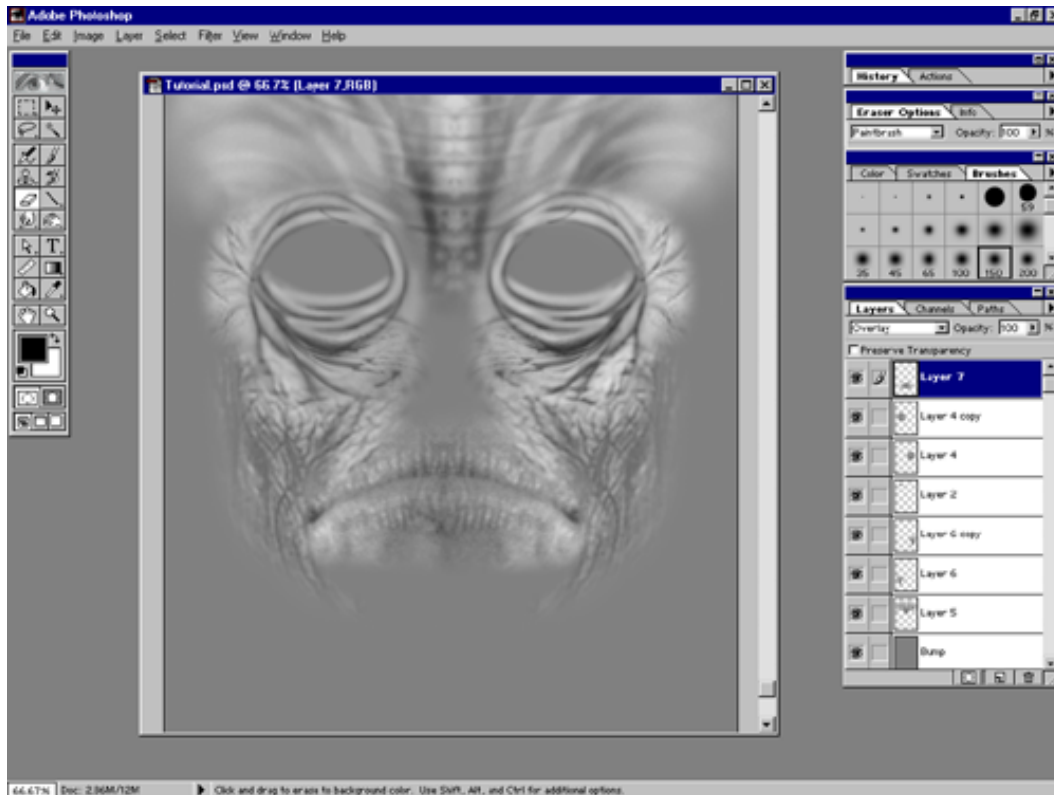 Adobe Photoshop
File Edit Image Layer Select Filter View Window Help
Tutorial.psd @ 66.7% (Layer 7,RGB)
History Actions
Eraser Options Info
Paintbrush Opacity: 100 %
Color Swatches Brushes
59
35 45 65 100 150 200
Layers Channels Paths
Overlay Opacity: 100 %
Preserve Transparency
Layer 7
Layer 4 copy
Layer 4
Layer 2
Layer 6 copy
Layer 6
Layer 5
Bump
T
66.67% Doc: 2.06M/12M Click and drag to erase to background color. Use Shift, Alt, and Ctrl for additional options.